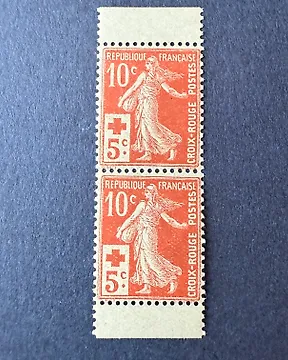 REPUBLIQUE FRANÇAISE
10c
5c
CROIX-ROUGE POSTES
REPUBLIQUE FRANÇAISE
10c
5c
CROIX-ROUGE POSTES